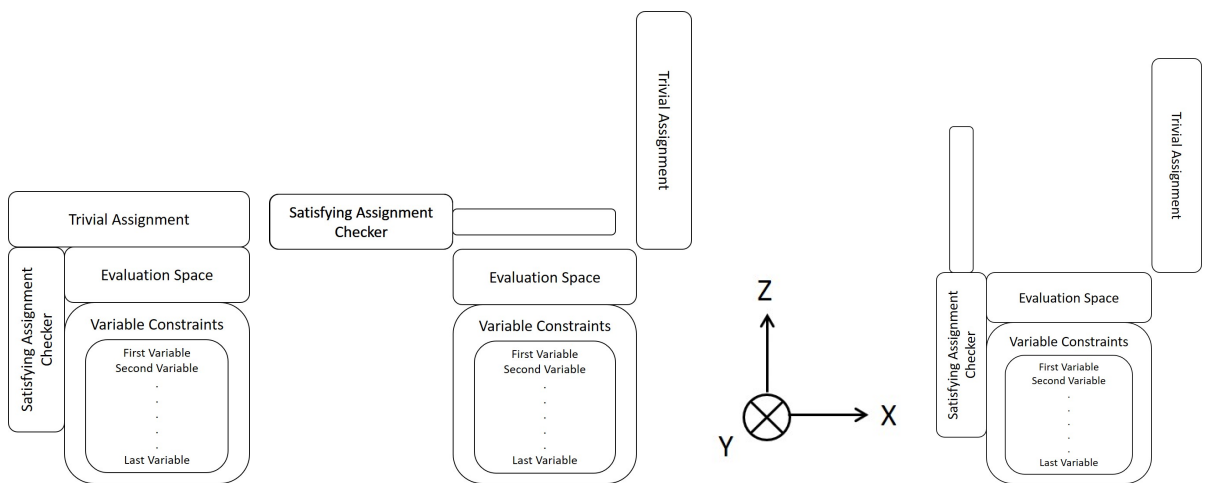 Trivial Assignment
Satisfying Assignment
Checker
Evaluation Space
Variable Constraints
First Variable
Second Variable
.
.
.
.
.
Last Variable
Satisfying Assignment
Checker
Trivial Assignment
Evaluation Space
Variable Constraints
First Variable
Second Variable
.
.
.
.
.
Last Variable
Z
X
Y
Trivial Assignment
Satisfying Assignment
Checker
Evaluation Space
Variable Constraints
First Variable
Second Variable
.
.
.
.
.
Last Variable